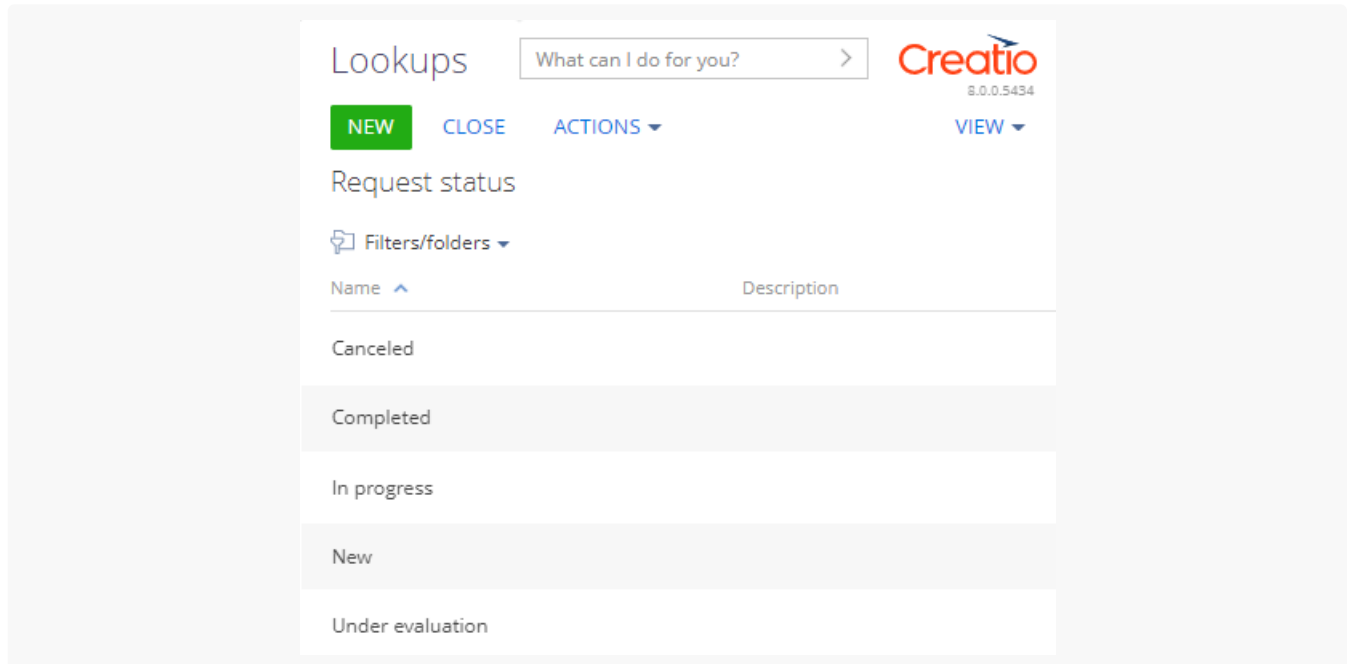 Lookups What can I do for you? Creatio
8.0.0.5434
NEW CLOSE ACTIONS VIEW
Request status
Filters/folders
Name Description
Canceled
Completed
In progress
New
Under evaluation